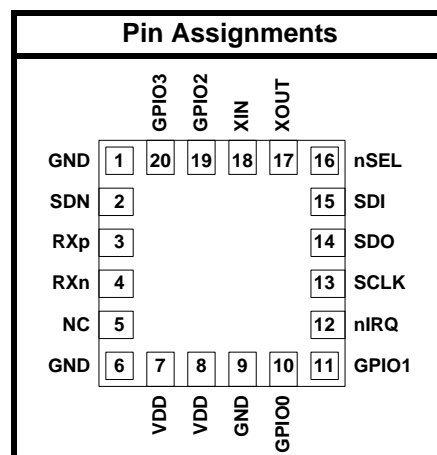 Pin Assignments
GPIO3 GPIO2 XIN XOUT
GND 1 20 19 18 17 16 nSEL
SDN 2 15 SDI
RXp 3 14 SDO
RXn 4 13 SCLK
NC 5 12 nIRQ
GND 6 7 8 9 10 11 GPIO1
VDD VDD GND GPIO0